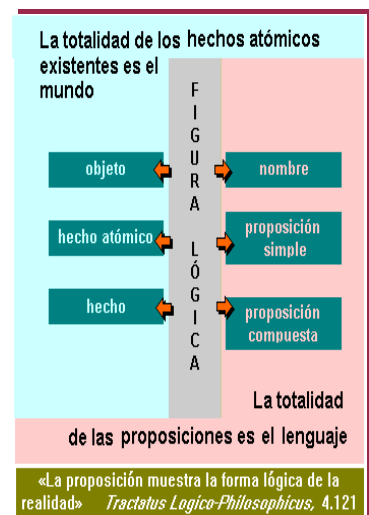 La totalidad de los hechos atómicos
existentes es el
mundo
FIGURA LÓGICA
objeto
nombre
hecho atómico
proposición
simple
hecho
proposición
compuesta
La totalidad
de las proposiciones es el lenguaje
«La proposición muestra la forma lógica de la
realidad» Tractatus Logico-Philosophicus, 4.121